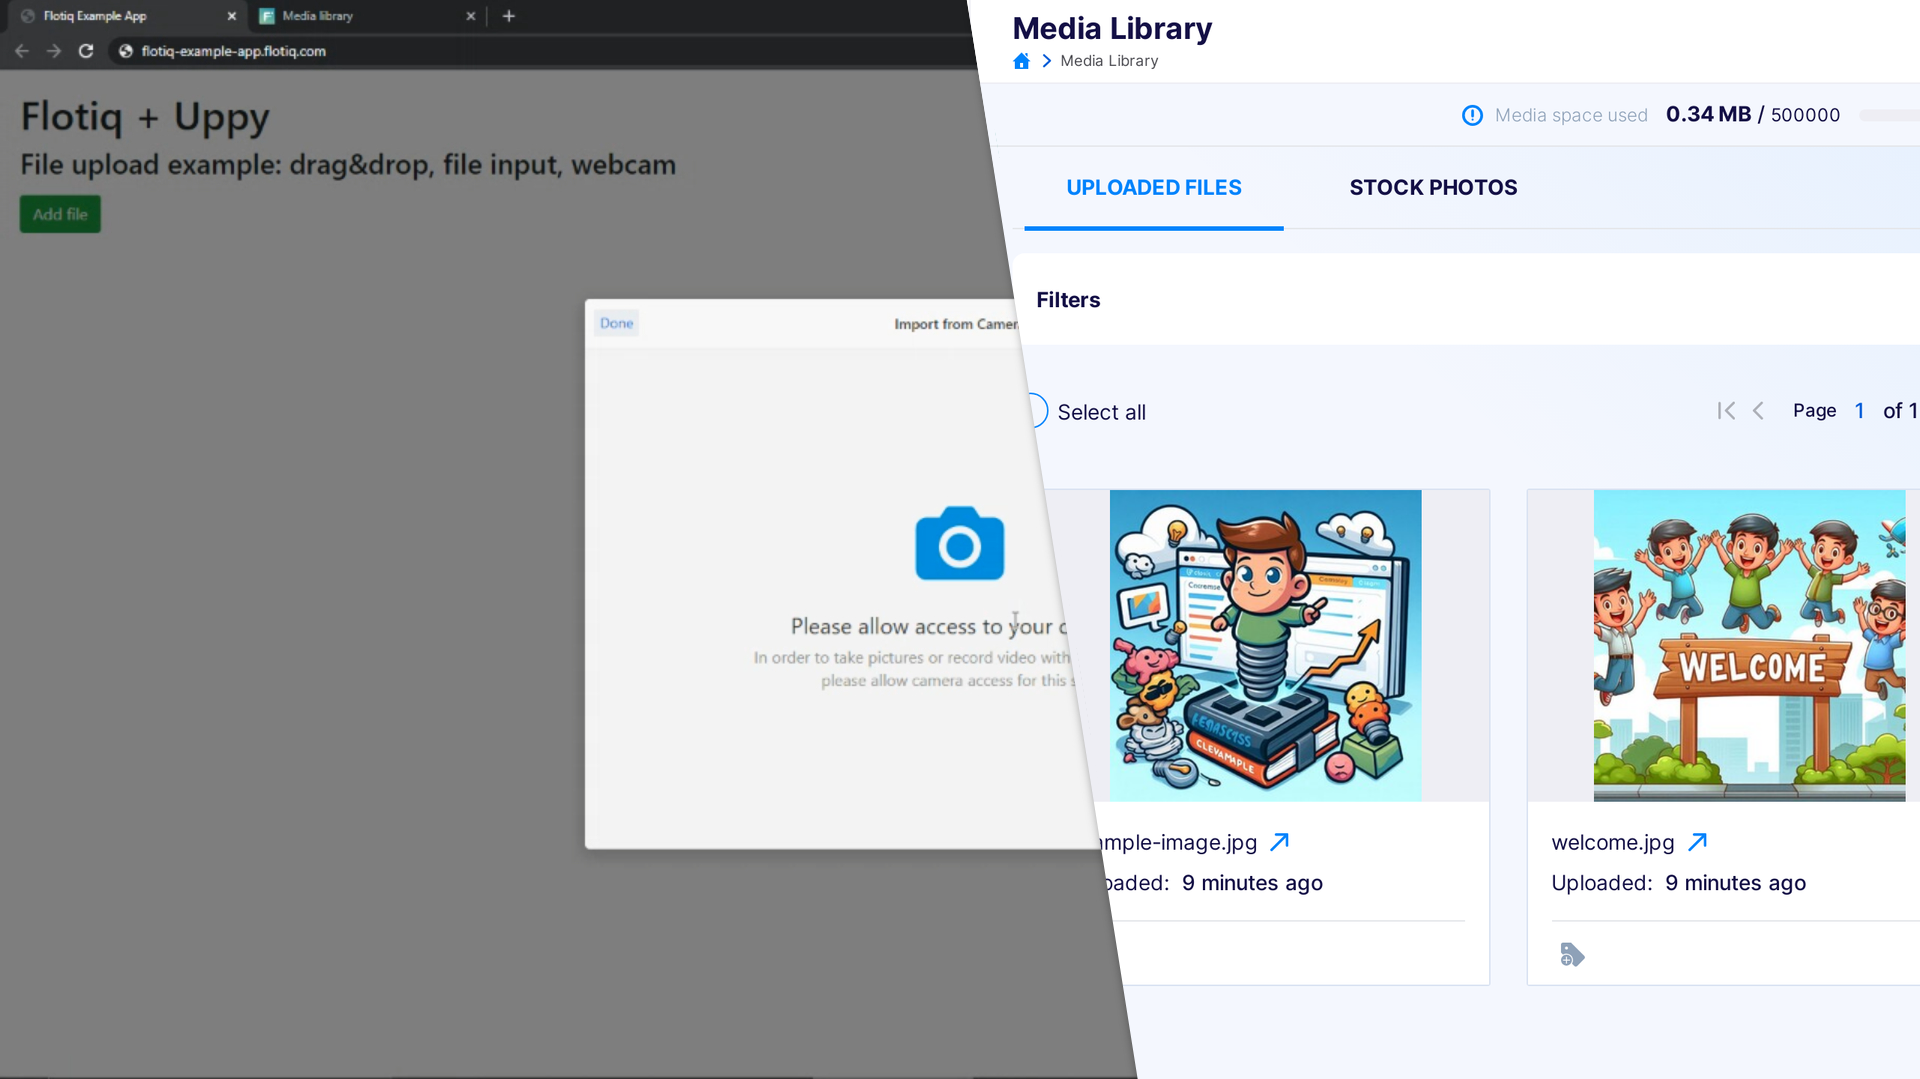 Flotiq Example App
Media library
flotiq-example-app.flotiq.com
Flotiq + Uppy
File upload example: drag&drop, file input, webcam
Add file
Done
Import from Camer
Please allow access to your c
In order to take pictures or record video with
please allow camera access for this s
Media Library
Media Library
Media space used 0.34 MB / 500000
UPLOADED FILES
STOCK PHOTOS
Filters
Select all
Page 1 of 1
CLEVAMPLE
WELCOME
mple-image.jpg
oaded: 9 minutes ago
welcome.jpg
Uploaded: 9 minutes ago